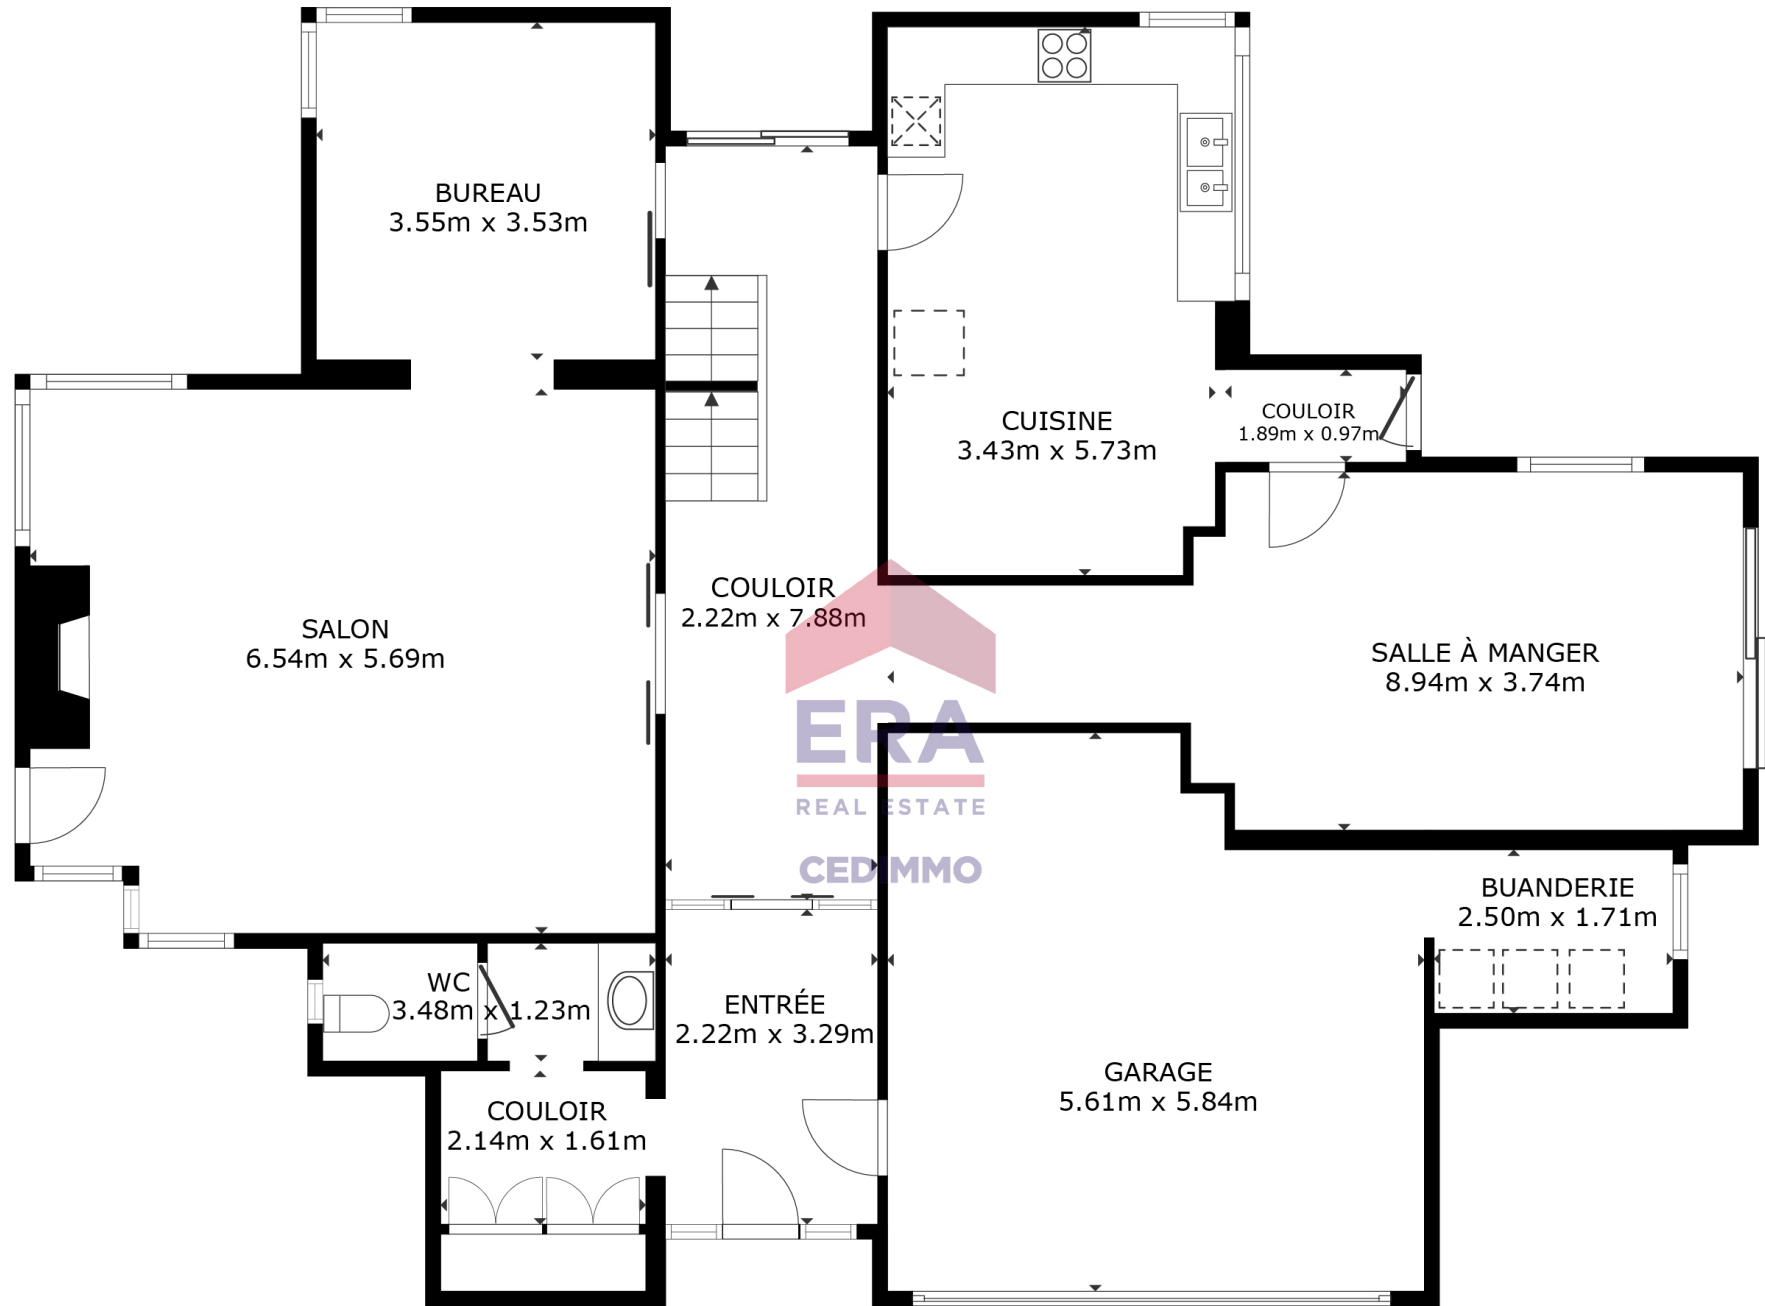 BUREAU
3.55m x 3.53m
CUISINE
3.43m x 5.73m
COULOIR
1.89m x 0.97m
SALON
6.54m x 5.69m
COULOIR
2.22m x 7.88m
SALLE À MANGER
8.94m x 3.74m
ERA
REAL ESTATE
CEDIMMO
BUANDERIE
2.50m x 1.71m
WC
3.48m x 1.23m
ENTRÉE
2.22m x 3.29m
GARAGE
5.61m x 5.84m
COULOIR
2.14m x 1.61m